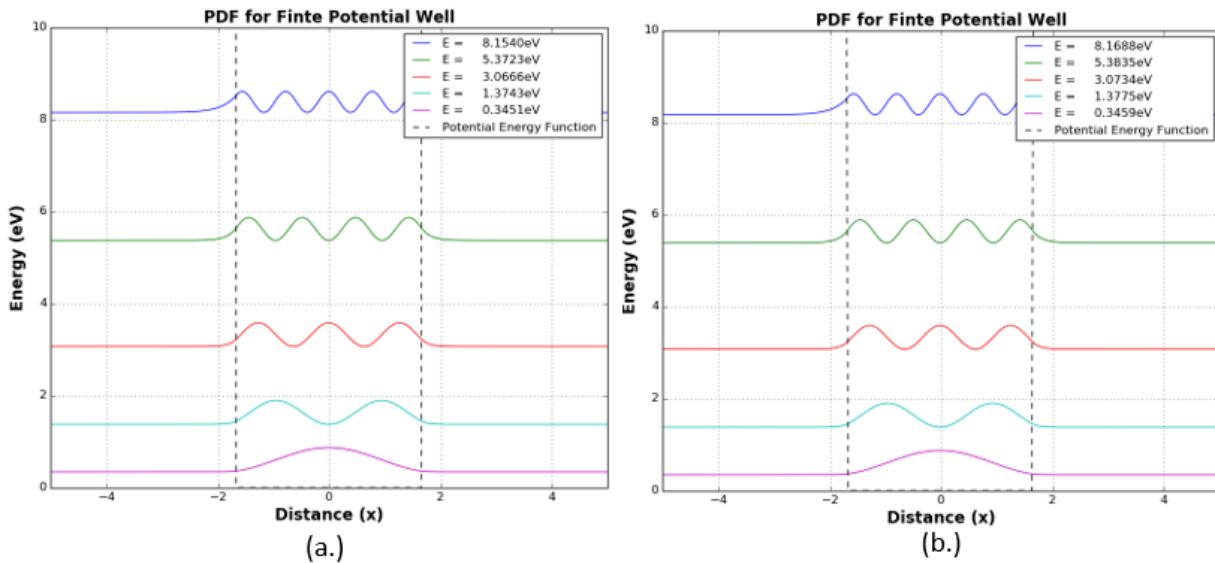 PDF for Finte Potential Well
E = 8.1540eV
E = 5.3723eV
E = 3.0666eV
E = 1.3743eV
E = 0.3451eV
Potential Energy Function
10
8
6
4
2
0
Energy (eV)
−4 −2 0 2 4
Distance (x)
(a.)
PDF for Finte Potential Well
E = 8.1688eV
E = 5.3835eV
E = 3.0734eV
E = 1.3775eV
E = 0.3459eV
Potential Energy Function
10
8
6
4
2
0
Energy (eV)
−4 −2 0 2 4
Distance (x)
(b.)